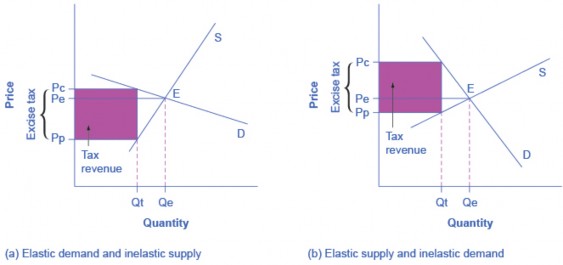 (a)
S
Pc
Pe
Pp
Price
Excise tax
E
D
Tax
revenue
Qt Qe
Quantity
(a) Elastic demand and inelastic supply
(b)
Pc
Pe
Pp
Price
Excise tax
S
E
Tax
revenue
D
Qt Qe
Quantity
(b) Elastic supply and inelastic demand